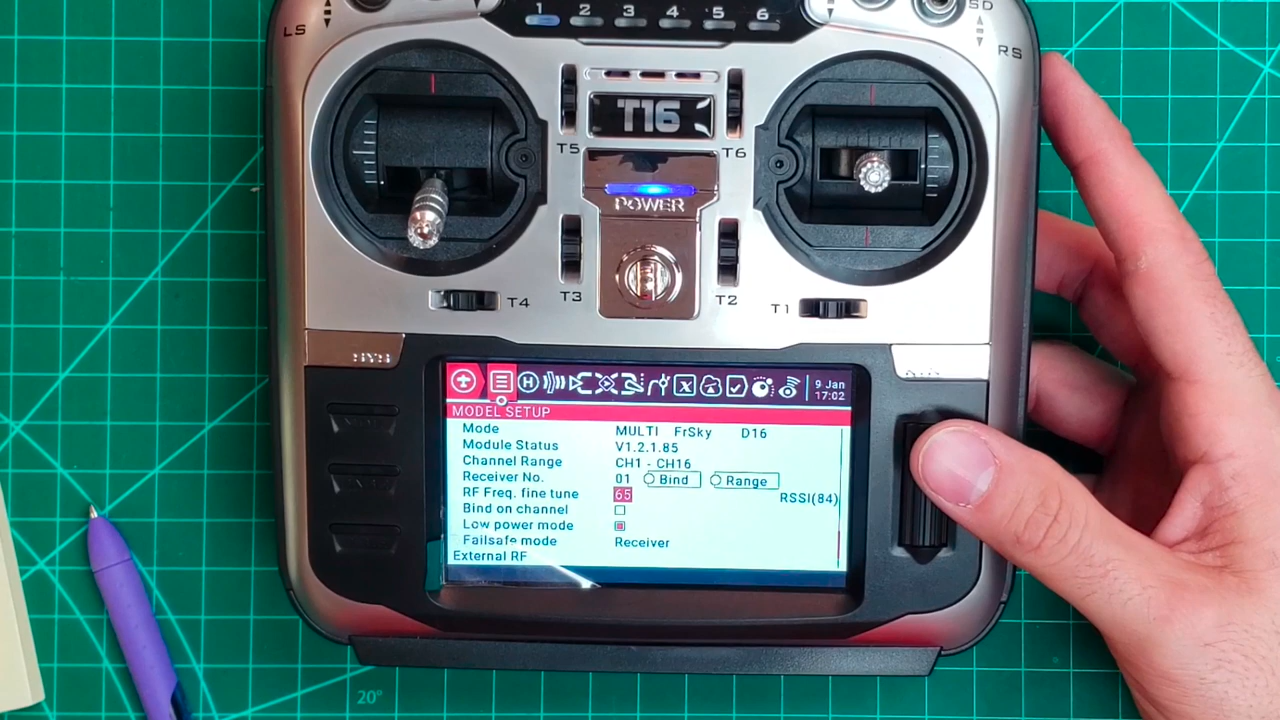 LS
1 2 3 4 5 6
SD
RS
T16
T5
T6
POWER
T3
T2
T4
T1
SYS
9 Jan
17:02
MODEL SETUP
Mode MULTI FrSky D16
Module Status V1.2.1.85
Channel Range CH1 - CH16
Receiver No. 01 Bind Range
RF Freq. fine tune 65 RSSI(84)
Bind on channel
Low power mode
Failsafe mode Receiver
External RF
20°